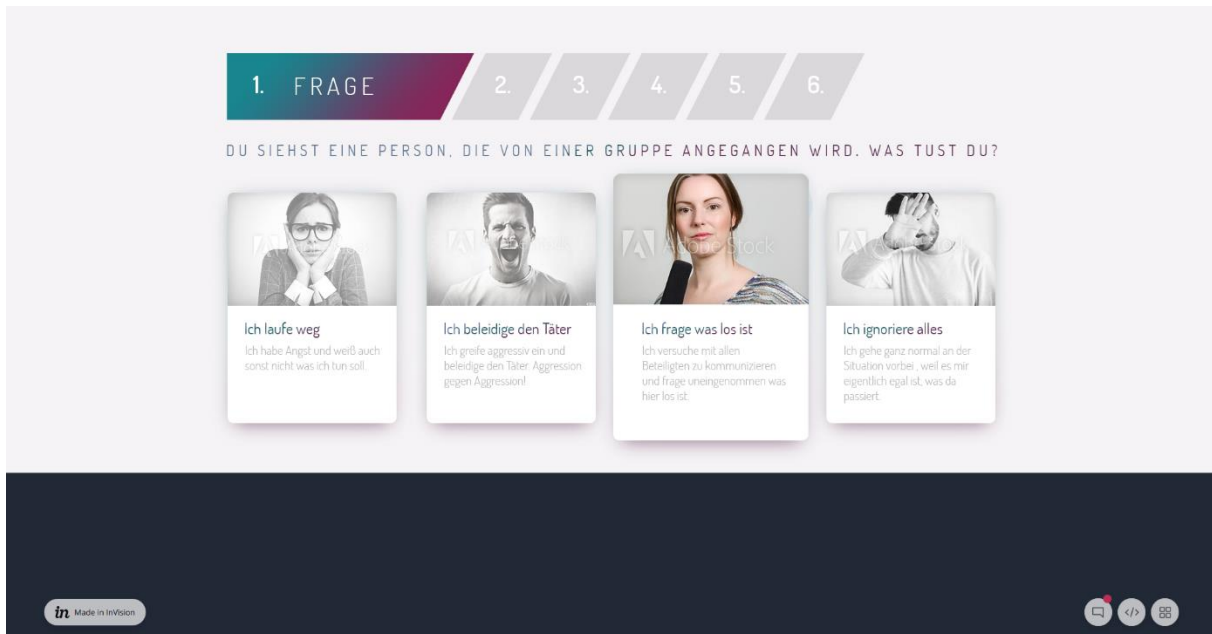 1. FRAGE 2. 3. 4. 5. 6.
DU SIEHST EINE PERSON, DIE VON EINER GRUPPE ANGEGANGEN WIRD. WAS TUST DU?
Adobe Stock
Ich laufe weg
Ich habe Angst und weiß auch
sonst nicht was ich tun soll.
Ich beleidige den Täter
Ich greife aggressiv ein und
beleidige den Täter. Aggression
gegen Aggression!
Ich frage was los ist
Ich versuche mit allen
Beteiligten zu kommunizieren
und frage uneingenommen was
hier los ist.
Ich ignoriere alles
Ich gehe ganz normal an der
Situation vorbei , weil es mir
eigentlich egal ist, was da
passiert.
in Made in InVision